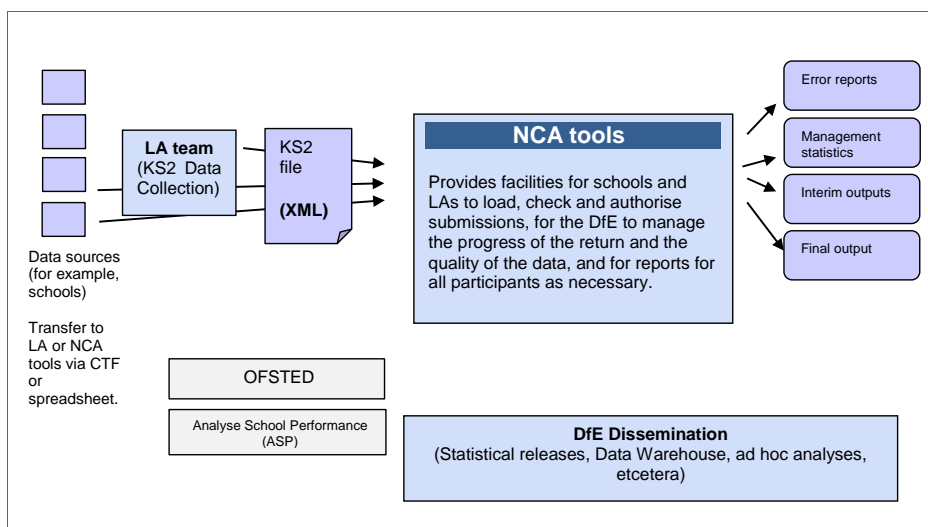 LA team
(KS2 Data
Collection)
KS2
file
(XML)
NCA tools
Provides facilities for schools and
LAs to load, check and authorise
submissions, for the DfE to manage
the progress of the return and the
quality of the data, and for reports for
all participants as necessary.
Error reports
Management
statistics
Interim outputs
Final output
Data sources
(for example,
schools)
Transfer to
LA or NCA
tools via CTF
or
spreadsheet.
OFSTED
Analyse School Performance
(ASP)
DfE Dissemination
(Statistical releases, Data Warehouse, ad hoc analyses,
etcetera)